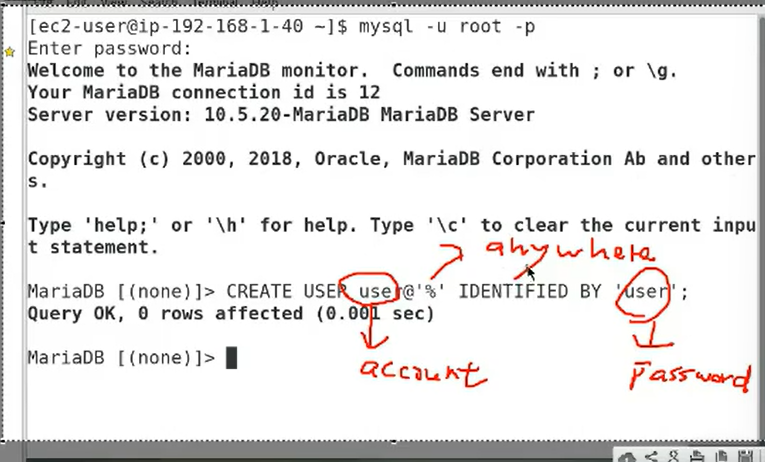 [ec2-user@ip-192-168-1-40 ~]$ mysql -u root -p
Enter password:
Welcome to the MariaDB monitor.  Commands end with ; or \g.
Your MariaDB connection id is 12
Server version: 10.5.20-MariaDB MariaDB Server
Copyright (c) 2000, 2018, Oracle, MariaDB Corporation Ab and other
s.
Type 'help;' or '\h' for help. Type '\c' to clear the current inpu
t statement.
anywhere
MariaDB [(none)]> CREATE USER user@'%' IDENTIFIED BY 'user';
Query OK, 0 rows affected (0.001 sec)
MariaDB [(none)]>
account
Password